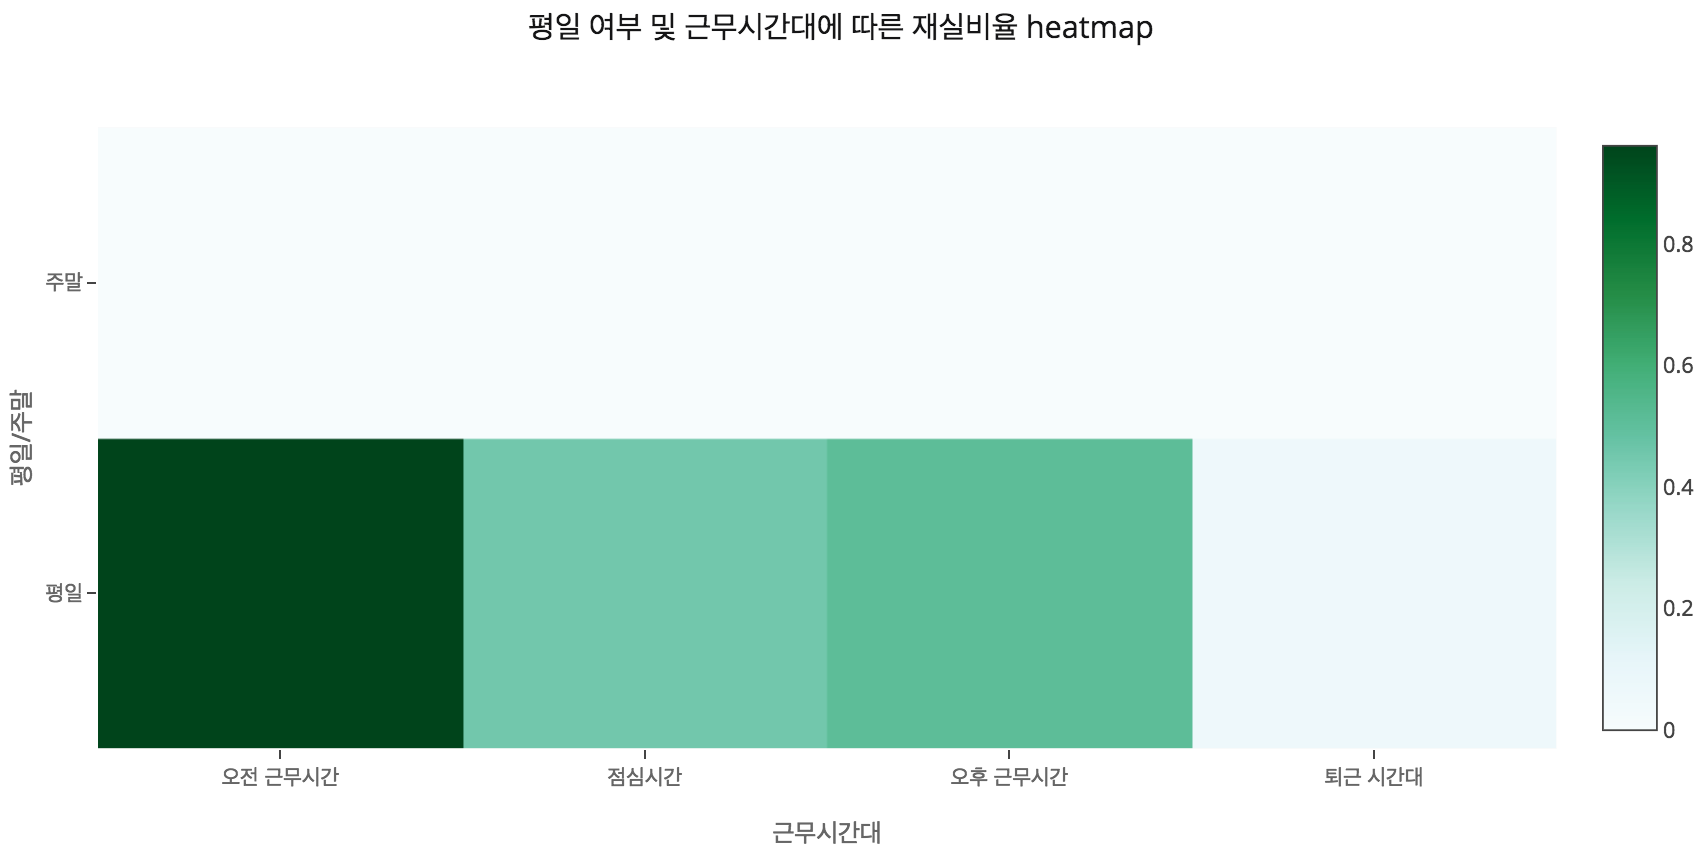 평일 여부 및 근무시간대에 따른 재실비율 heatmap
주말
평일
평일/주말
오전 근무시간
점심시간
오후 근무시간
퇴근 시간대
근무시간대
0.8
0.6
0.4
0.2
0